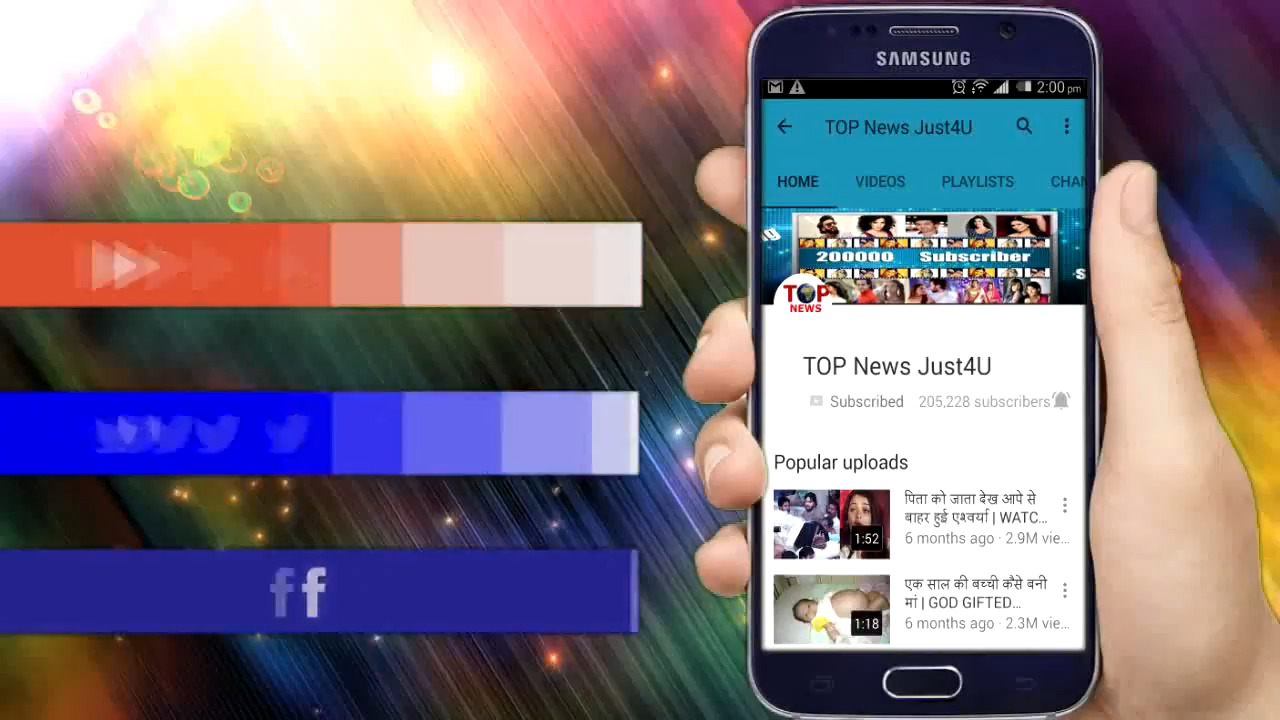 SAMSUNG
2:00 pm
TOP News Just4U
HOME VIDEOS PLAYLISTS CHAN
200000 Subscriber
TOP
NEWS
TOP News Just4U
Subscribed 205,228 subscribers
Popular uploads
पिता को जाता देख आपे से
बाहर हुई एश्वर्या | WATC...
6 months ago · 2.9M vie...
1:52
एक साल की बच्ची कैसे बनी
मां | GOD GIFTED...
6 months ago · 2.3M vie...
1:18